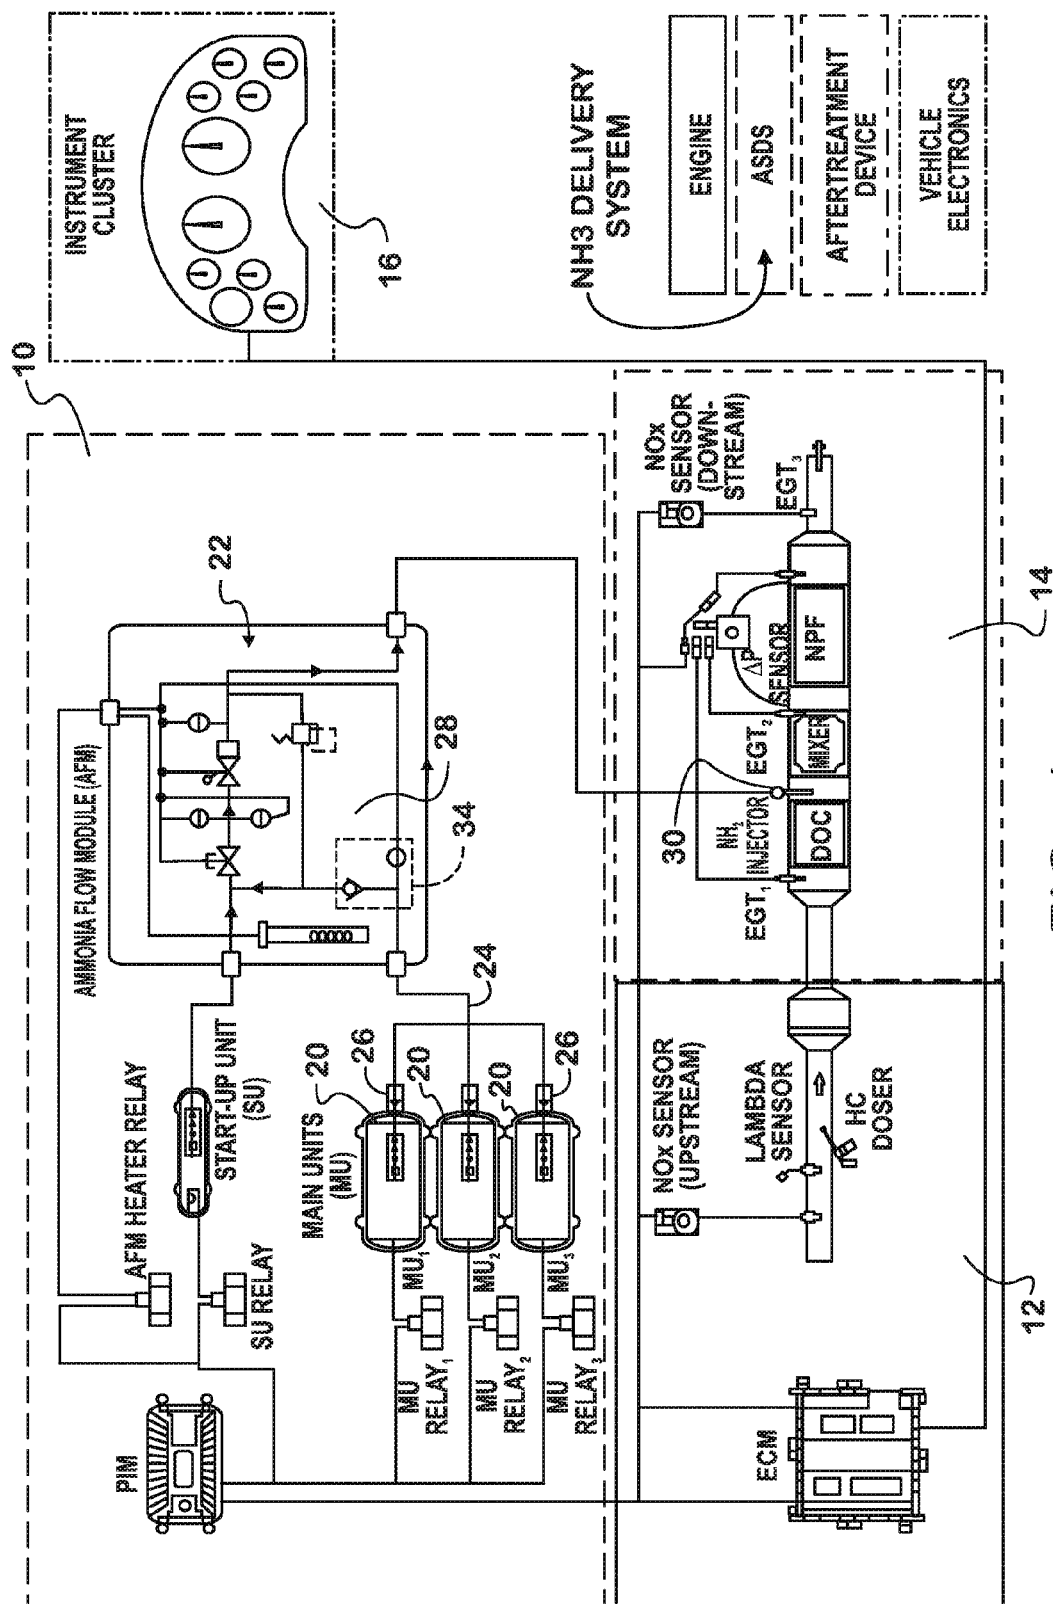 10
INSTRUMENT
CLUSTER
16
NH3 DELIVERY
SYSTEM
ENGINE
ASDS
AFTERTREATMENT
DEVICE
VEHICLE
ELECTRONICS
PIM
AFM HEATER RELAY
SU RELAY
START-UP UNIT
(SU)
AMMONIA FLOW MODULE (AFM)
22
28
34
24
MAIN UNITS
(MU)
20
26
20
20
26
MU₁
MU₂
MU₃
MU
RELAY₁
MU
RELAY₂
MU
RELAY₃
ECM
12
NOx SENSOR
(UPSTREAM)
LAMBDA
SENSOR
HC
DOSER
EGT₁
NH₂
INJECTOR
30
EGT₂
ΔP
SENSOR
DOC
MIXER
NPF
NOx
SENSOR
(DOWN-
STREAM)
EGT₃
14